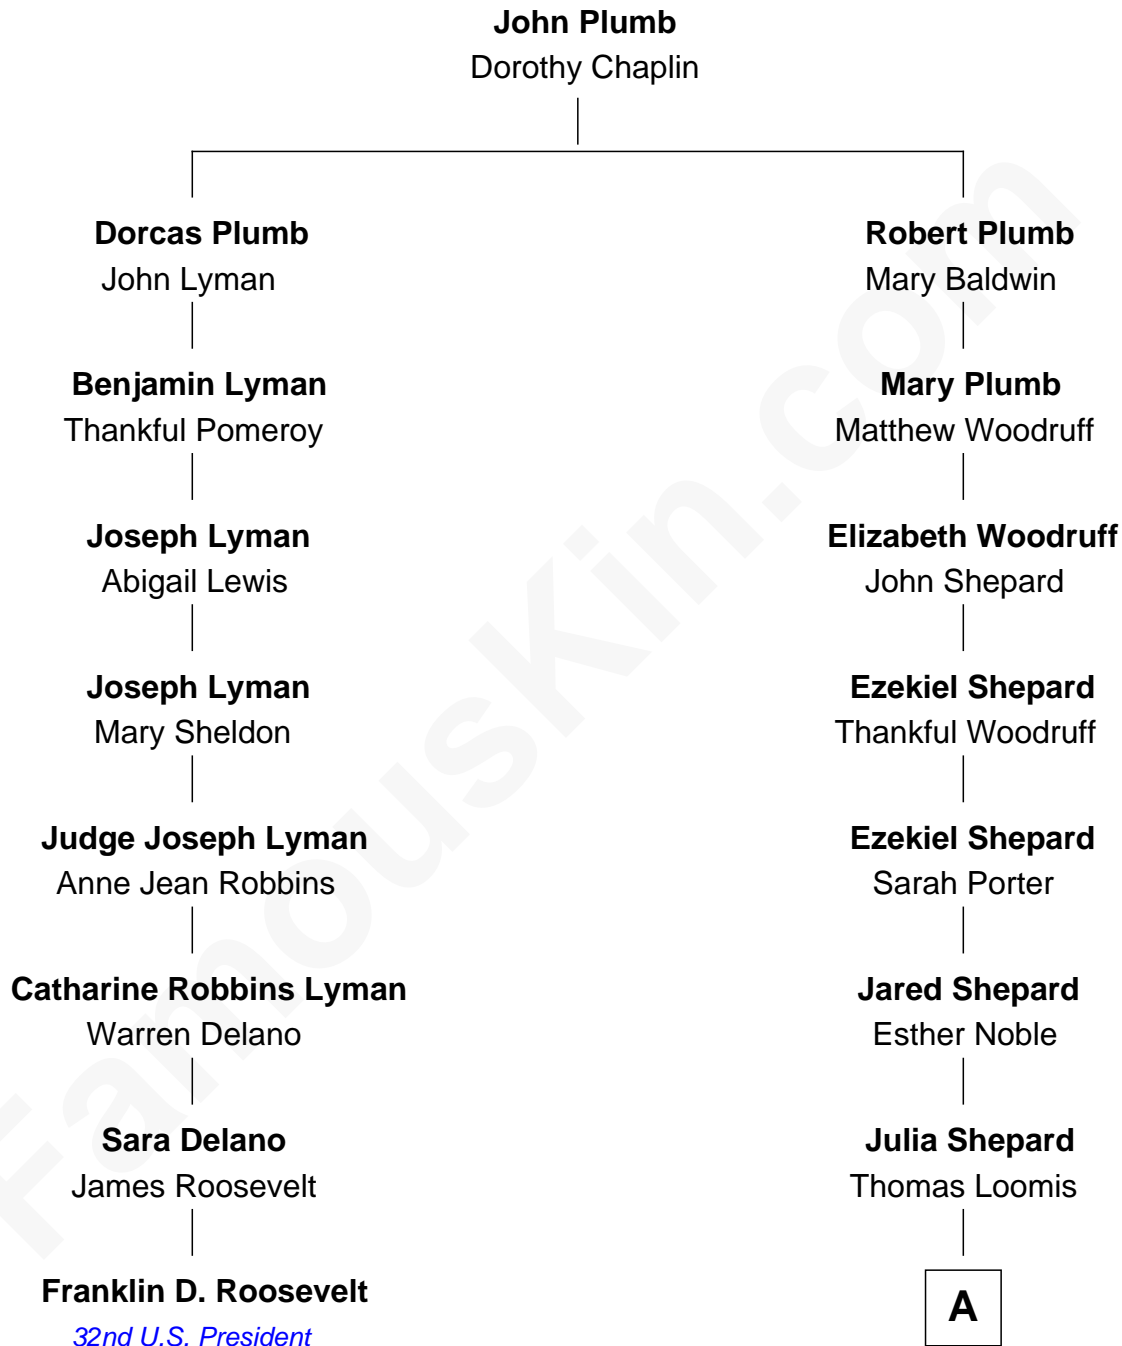 John Plumb
Dorothy Chaplin
Dorcas Plumb
John Lyman
Robert Plumb
Mary Baldwin
Benjamin Lyman
Thankful Pomeroy
Mary Plumb
Matthew Woodruff
Joseph Lyman
Abigail Lewis
Elizabeth Woodruff
John Shepard
Joseph Lyman
Mary Sheldon
Ezekiel Shepard
Thankful Woodruff
Judge Joseph Lyman
Anne Jean Robbins
Ezekiel Shepard
Sarah Porter
Catharine Robbins Lyman
Warren Delano
Jared Shepard
Esther Noble
Sara Delano
James Roosevelt
Julia Shepard
Thomas Loomis
Franklin D. Roosevelt
32nd U.S. President
A
FamousKin.com